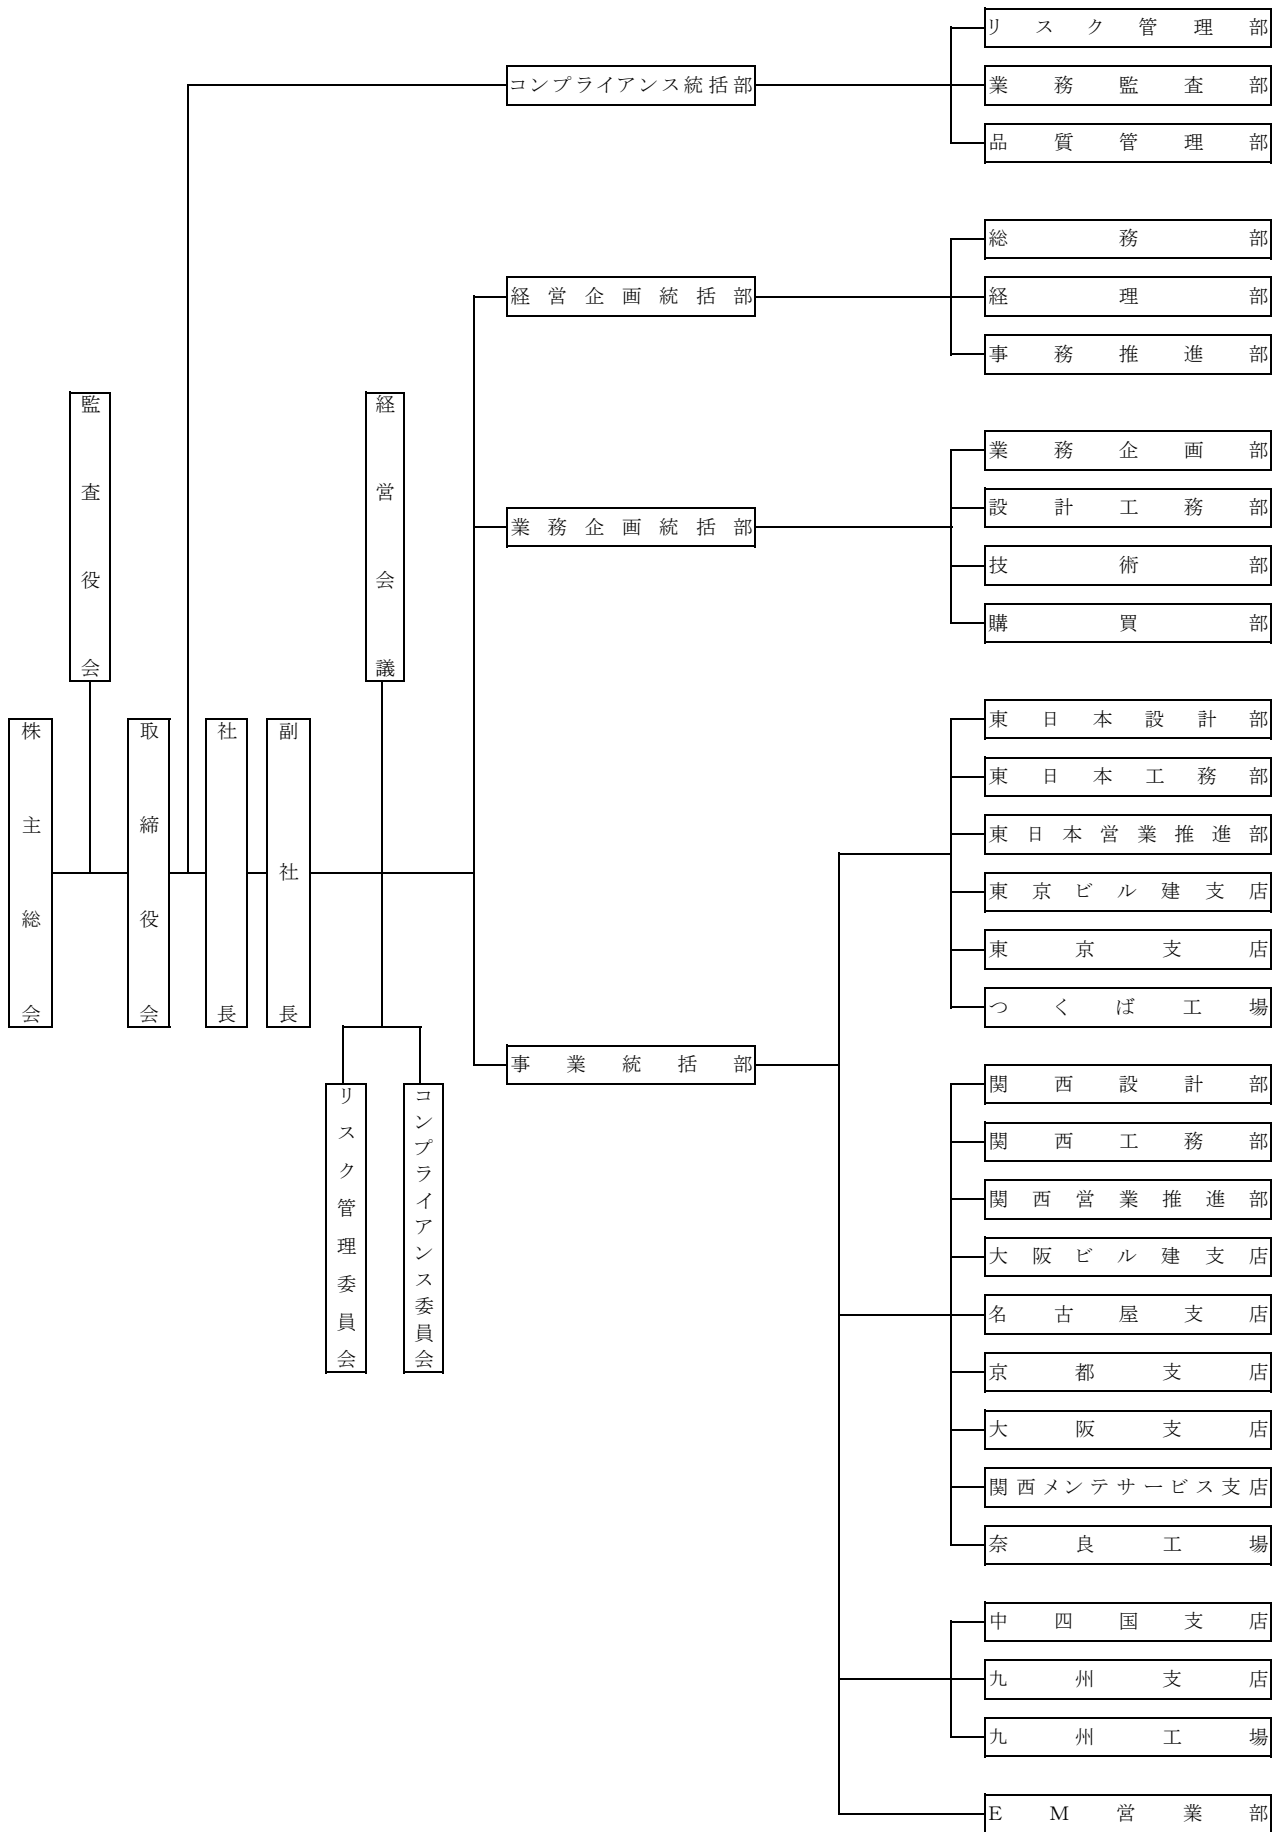 リスク管理部
コンプライアンス統括部
業務監査部
品質管理部
総務部
経営企画統括部
経理部
事務推進部
監査役会
経営会議
業務企画部
設計工務部
業務企画統括部
技術部
購買部
株主総会
取締役会
社長
副社長
東日本設計部
東日本工務部
東日本営業推進部
東京ビル建支店
東京支店
つくば工場
事業統括部
リスク管理委員会
コンプライアンス委員会
関西設計部
関西工務部
関西営業推進部
大阪ビル建支店
名古屋支店
京都支店
大阪支店
関西メンテサービス支店
奈良工場
中四国支店
九州支店
九州工場
EM営業部